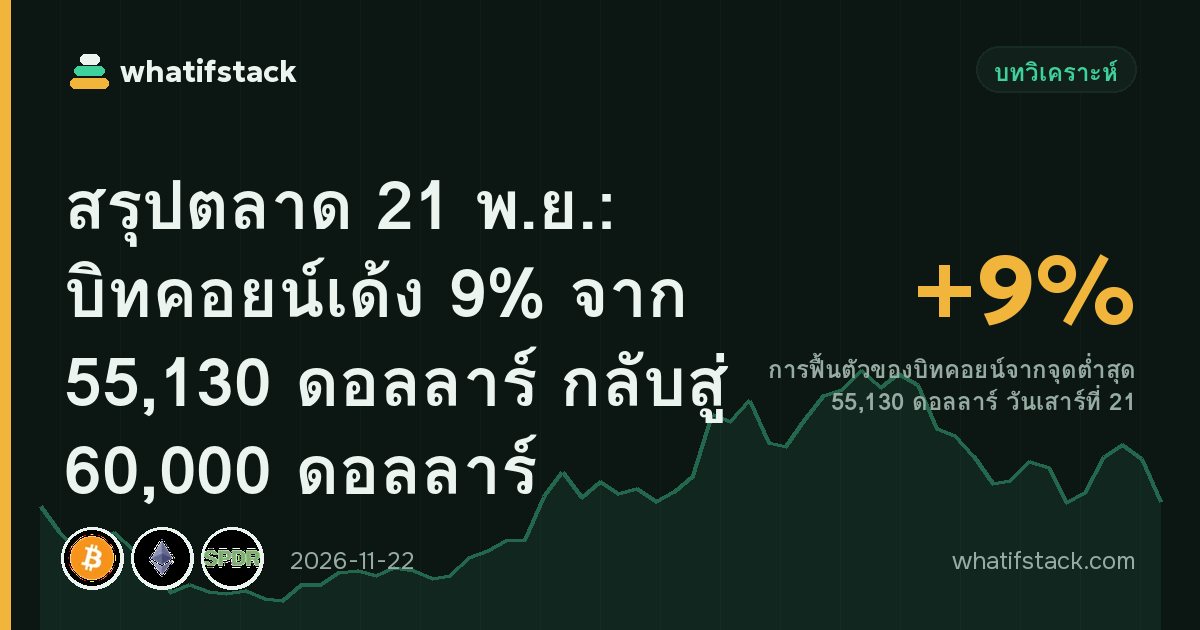 whatifstack
บทวิเคราะห์
สรุปตลาด 21 พ.ย.:
บิทคอยน์เด้ง 9% จาก
55,130 ดอลลาร์ กลับสู่
60,000 ดอลลาร์
+9%
การฟื้นตัวของบิทคอยน์จากจุดต่ำสุด
55,130 ดอลลาร์ วันเสาร์ที่ 21
SPDR
2026-11-22
whatifstack.com